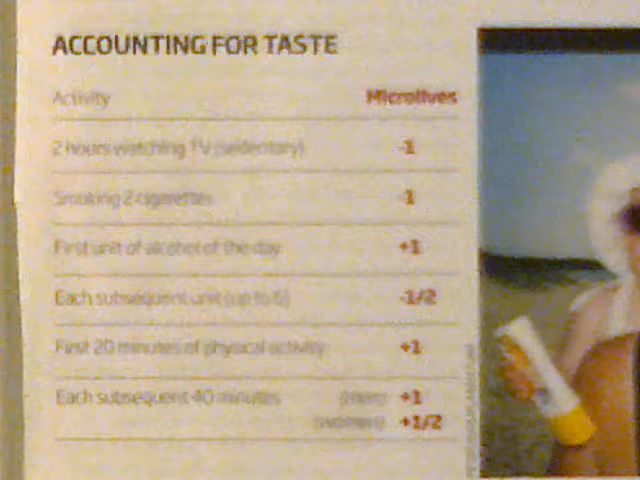 ACCOUNTING FOR TASTE
Activity Microlives
2 hours watching TV (sedentary) -1
Smoking 2 cigarettes -1
First unit of alcohol of the day +1
Each subsequent unit (up to 6) -1/2
First 20 minutes of physical activity +1
Each subsequent 40 minutes (men) +1
(women) +1/2